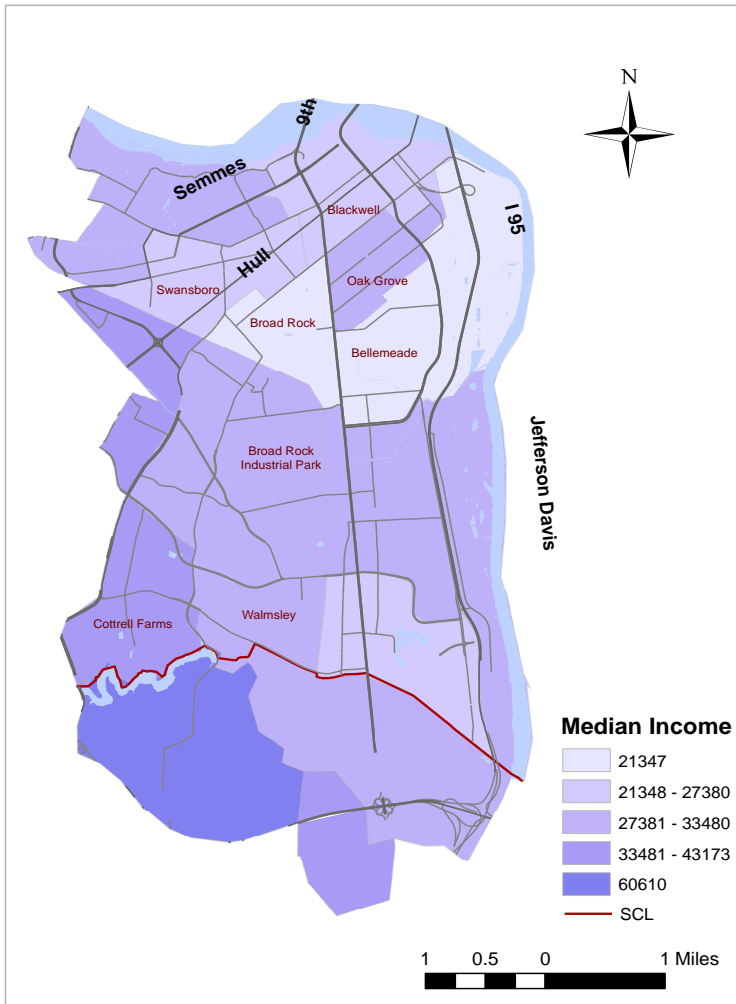 N
9th
Semmes
I 95
Blackwell
Hull
Oak Grove
Swansboro
Broad Rock
Bellemeade
Jefferson Davis
Broad Rock
Industrial Park
Cottrell Farms
Walmsley
Median Income
21347
21348 - 27380
27381 - 33480
33481 - 43173
60610
SCL
1 0.5 0 1 Miles